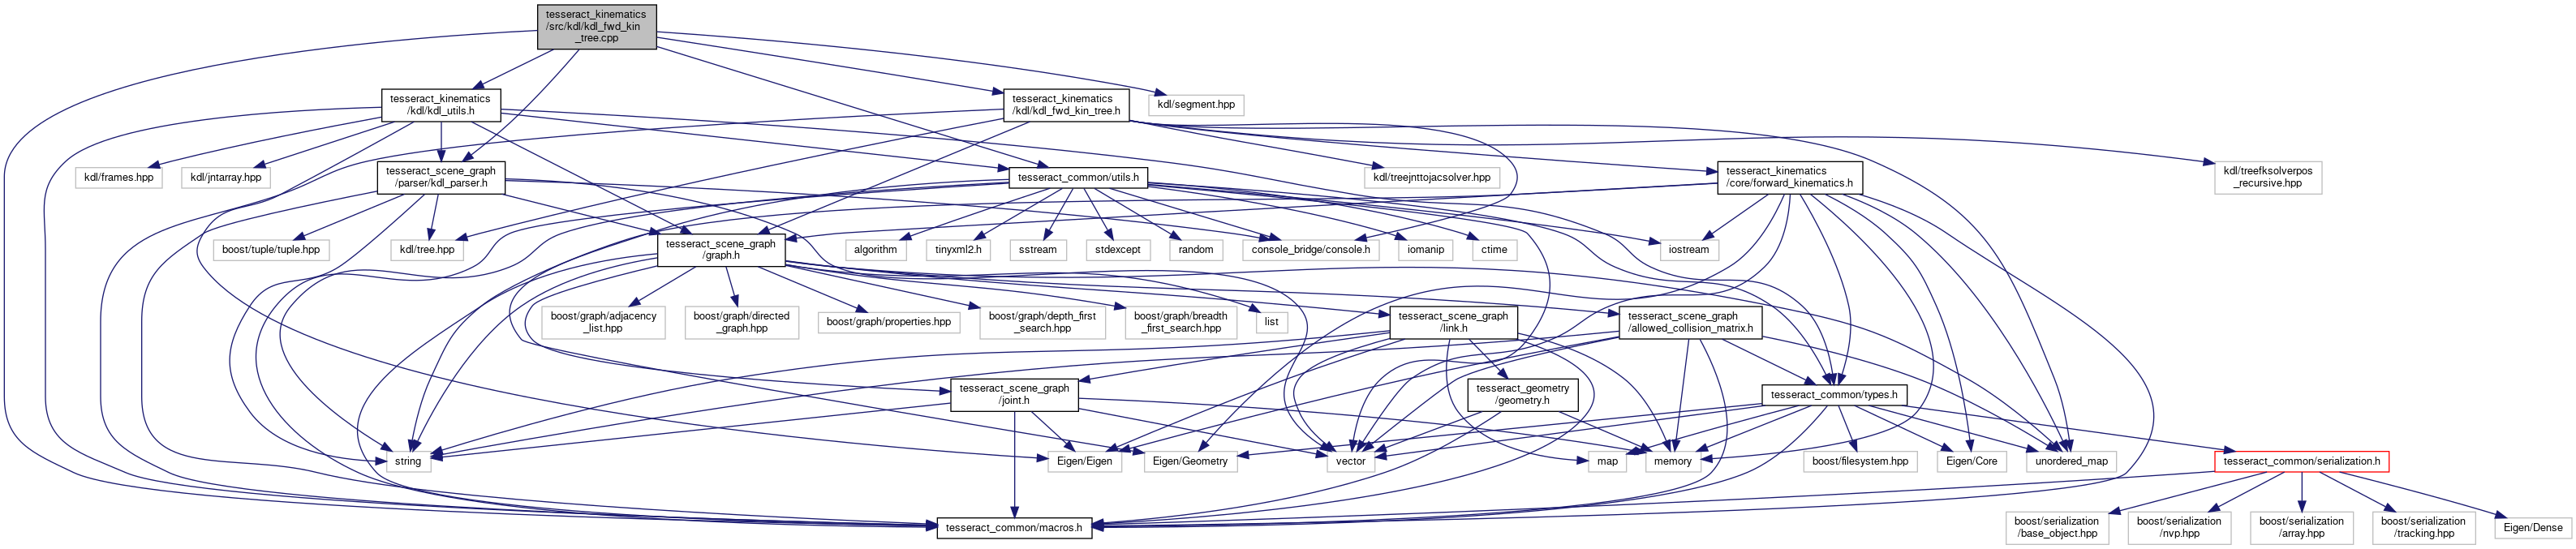 tesseract_kinematics
/src/kdl/kdl_fwd_kin
_tree.cpp
tesseract_kinematics
/kdl/kdl_utils.h
tesseract_kinematics
/kdl/kdl_fwd_kin_tree.h
kdl/segment.hpp
kdl/frames.hpp
kdl/jntarray.hpp
tesseract_scene_graph
/parser/kdl_parser.h
tesseract_common/utils.h
kdl/treejnttojacsolver.hpp
tesseract_kinematics
/core/forward_kinematics.h
kdl/treefksolverpos
_recursive.hpp
boost/tuple/tuple.hpp
kdl/tree.hpp
tesseract_scene_graph
/graph.h
algorithm
tinyxml2.h
sstream
stdexcept
random
console_bridge/console.h
iomanip
ctime
iostream
boost/graph/adjacency
_list.hpp
boost/graph/directed
_graph.hpp
boost/graph/properties.hpp
boost/graph/depth_first
_search.hpp
boost/graph/breadth
_first_search.hpp
list
tesseract_scene_graph
/link.h
tesseract_scene_graph
/allowed_collision_matrix.h
tesseract_scene_graph
/joint.h
tesseract_geometry
/geometry.h
tesseract_common/types.h
string
Eigen/Eigen
Eigen/Geometry
vector
map
memory
boost/filesystem.hpp
Eigen/Core
unordered_map
tesseract_common/serialization.h
tesseract_common/macros.h
boost/serialization
/base_object.hpp
boost/serialization
/nvp.hpp
boost/serialization
/array.hpp
boost/serialization
/tracking.hpp
Eigen/Dense